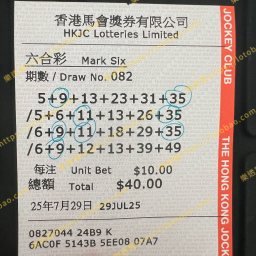 香港馬會獎券有限公司
HKJC Lotteries Limited
六合彩 Mark Six
期數 / Draw No. 082
5+9+13+23+31+35
/5+6+11+13+26+35
/6+9+11+18+29+35
/6+9+12+13+39+49
每注 Unit Bet $10.00
總額 Total $40.00
25年7月29日 29JUL25
0827044 24B9 K
6AC0F 5143B 5EE08 07A7
JOCKEY CLUB
THE HONG KONG JOCK